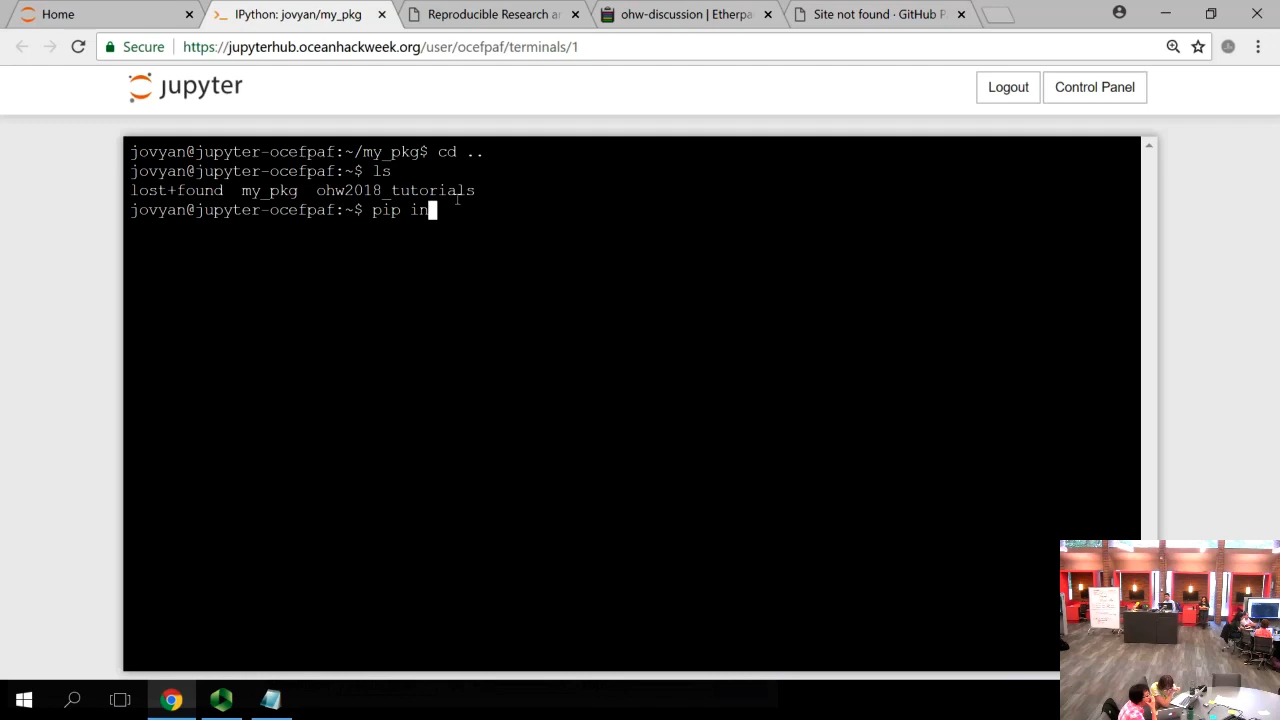 Home
IPython: jovyan/my_pkg
Reproducible Research ar
ohw-discussion | Etherpa
Site not found · GitHub P
Secure
https://jupyterhub.oceanhackweek.org/user/ocefpaf/terminals/1
jupyter
Logout
Control Panel
jovyan@jupyter-ocefpaf:~/my_pkg$ cd ..
jovyan@jupyter-ocefpaf:~$ ls
lost+found my_pkg ohw2018_tutorials
jovyan@jupyter-ocefpaf:~$ pip in